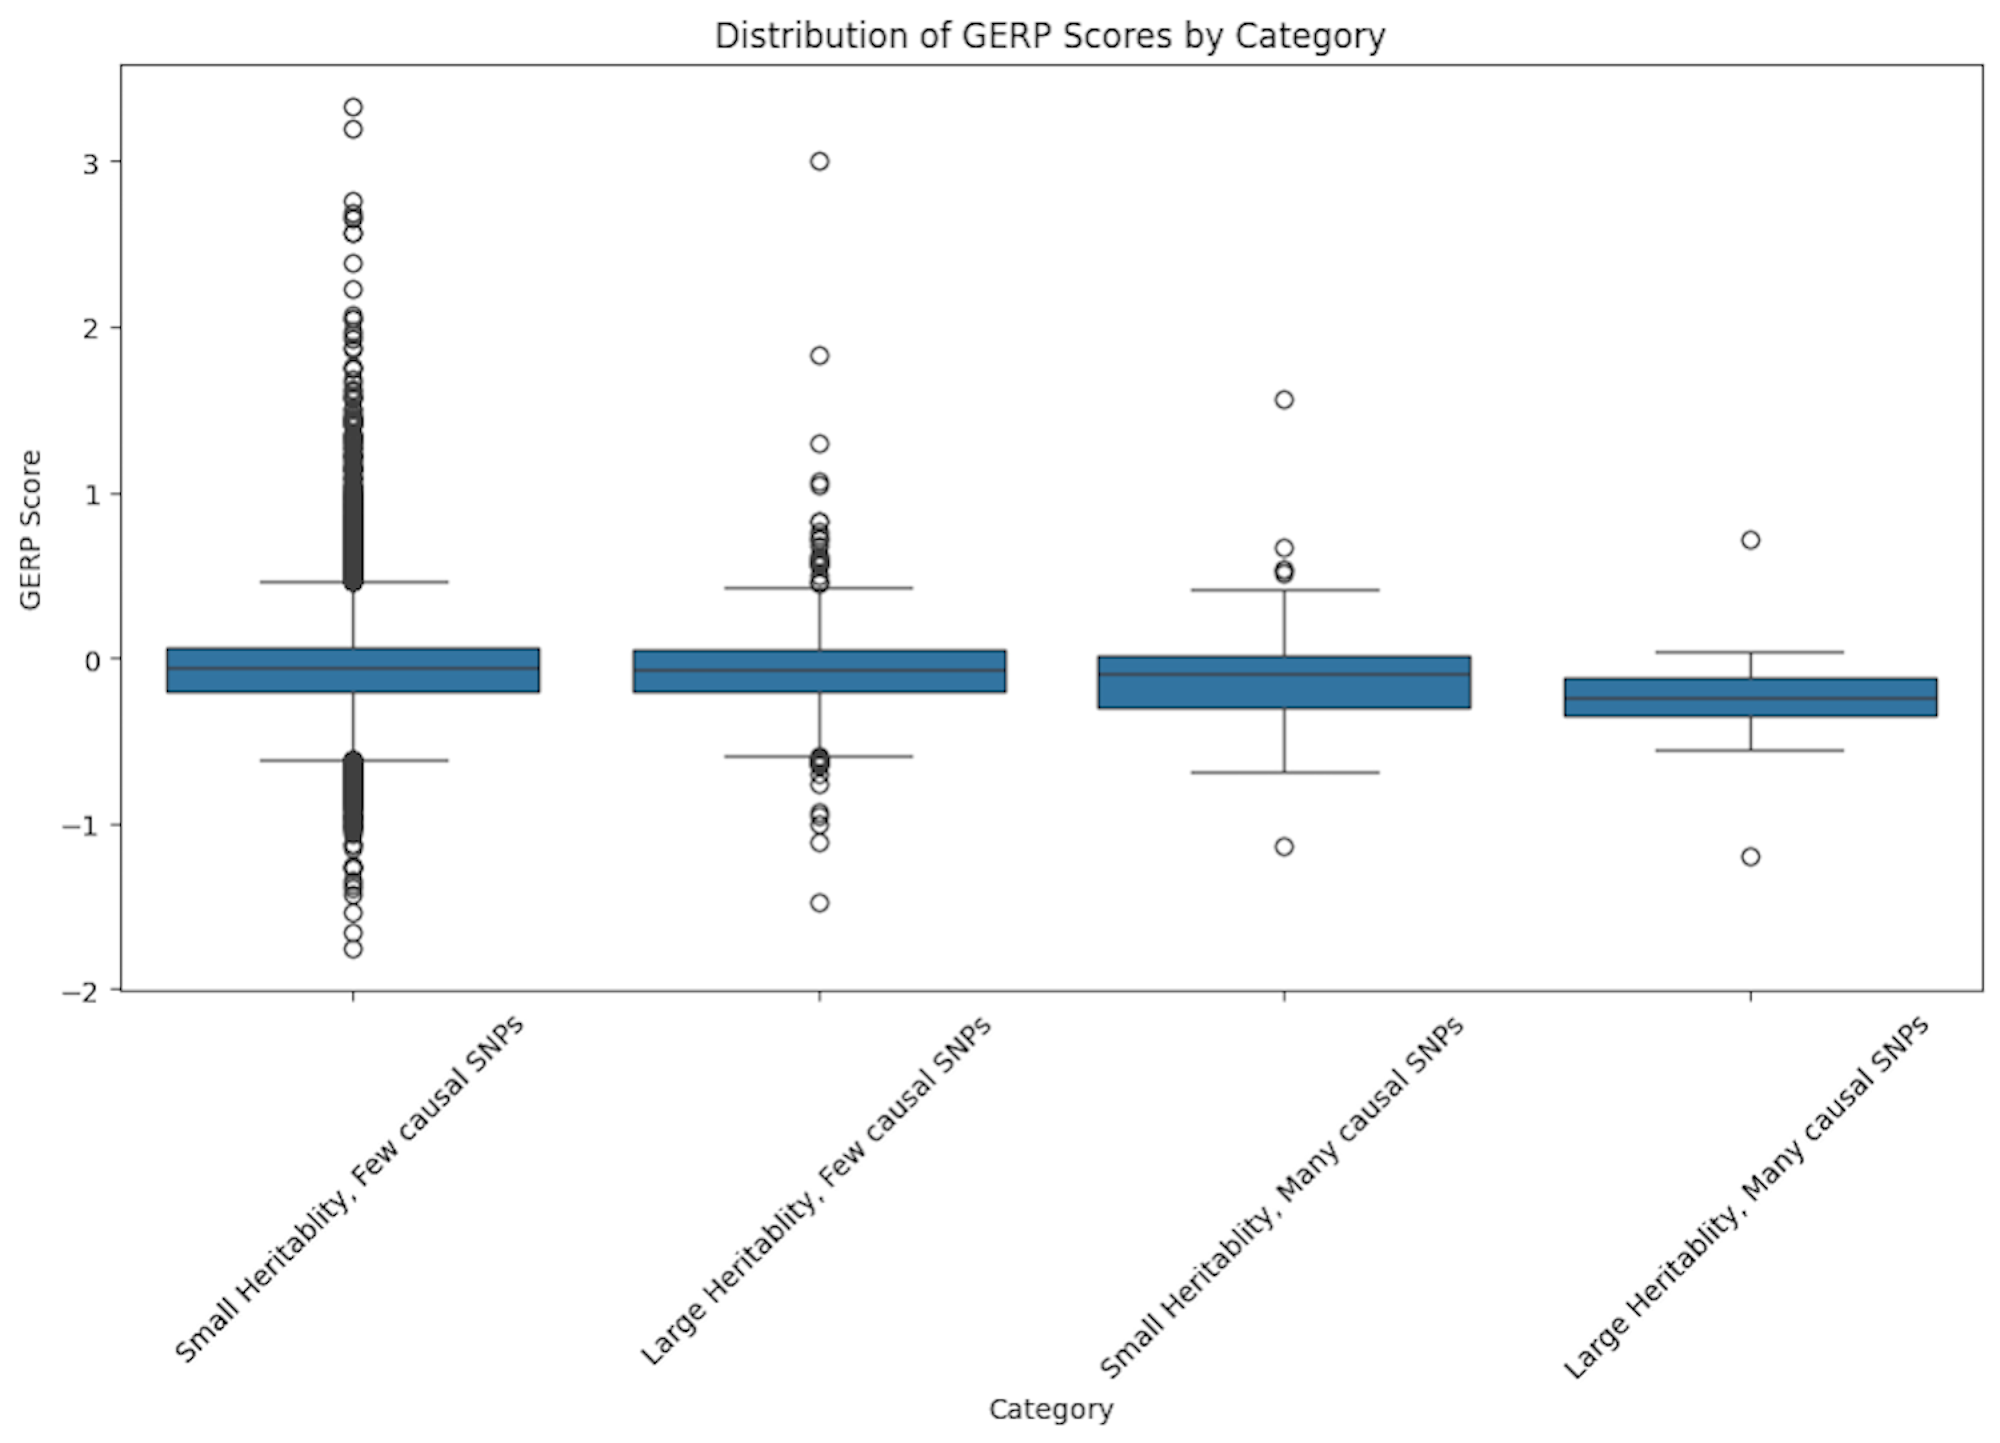 Distribution of GERP Scores by Category
GERP Score
3
2
1
0
−1
−2
Small Heritablity, Few causal SNPs
Large Heritablity, Few causal SNPs
Small Heritablity, Many causal SNPs
Large Heritablity, Many causal SNPs
Category